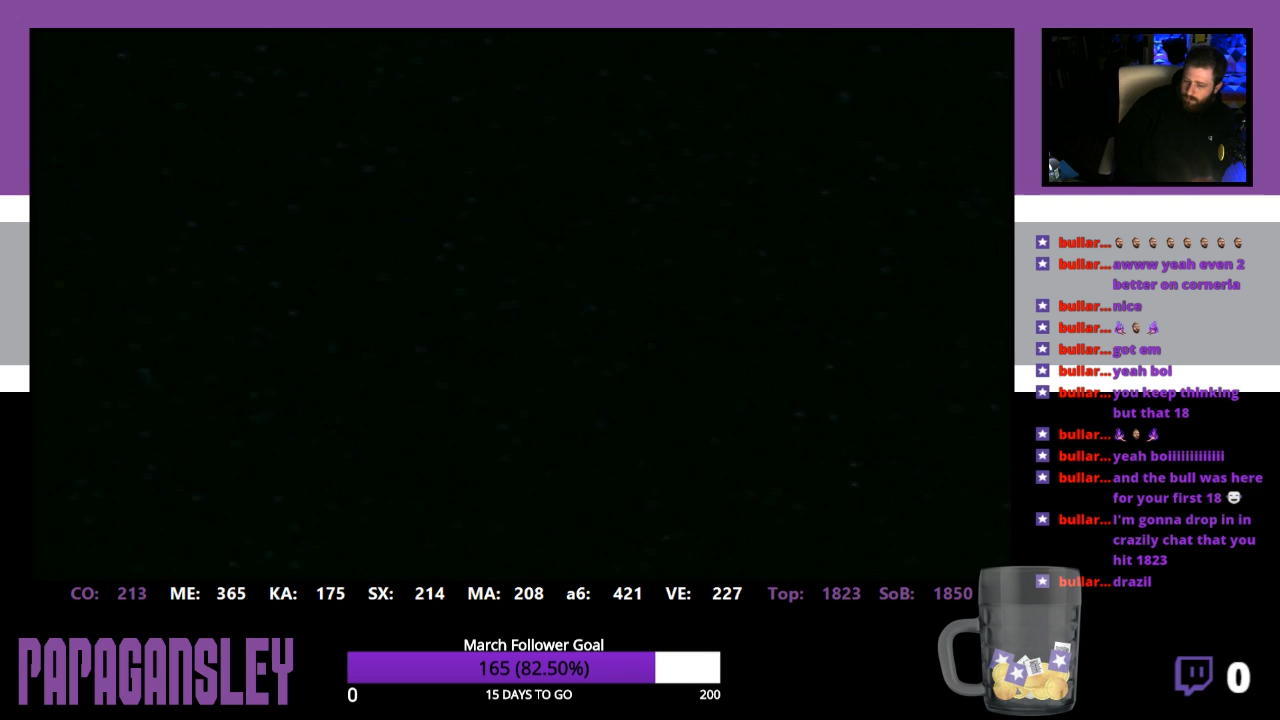 bullar... 
bullar... awww yeah even 2
better on corneria
bullar... nice
bullar...
bullar... got em
bullar... yeah boi
bullar... you keep thinking
but that 18
bullar...
bullar... yeah boiiiiiiiiiiiii
bullar... and the bull was here
for your first 18
bullar... I'm gonna drop in in
crazily chat that you
hit 1823
bullar... drazil
CO: 213 ME: 365 KA: 175 SX: 214 MA: 208 a6: 421 VE: 227 Top: 1823 SoB: 1850
PAPAGANSLEY
March Follower Goal
165 (82.50%)
0 15 DAYS TO GO 200
0